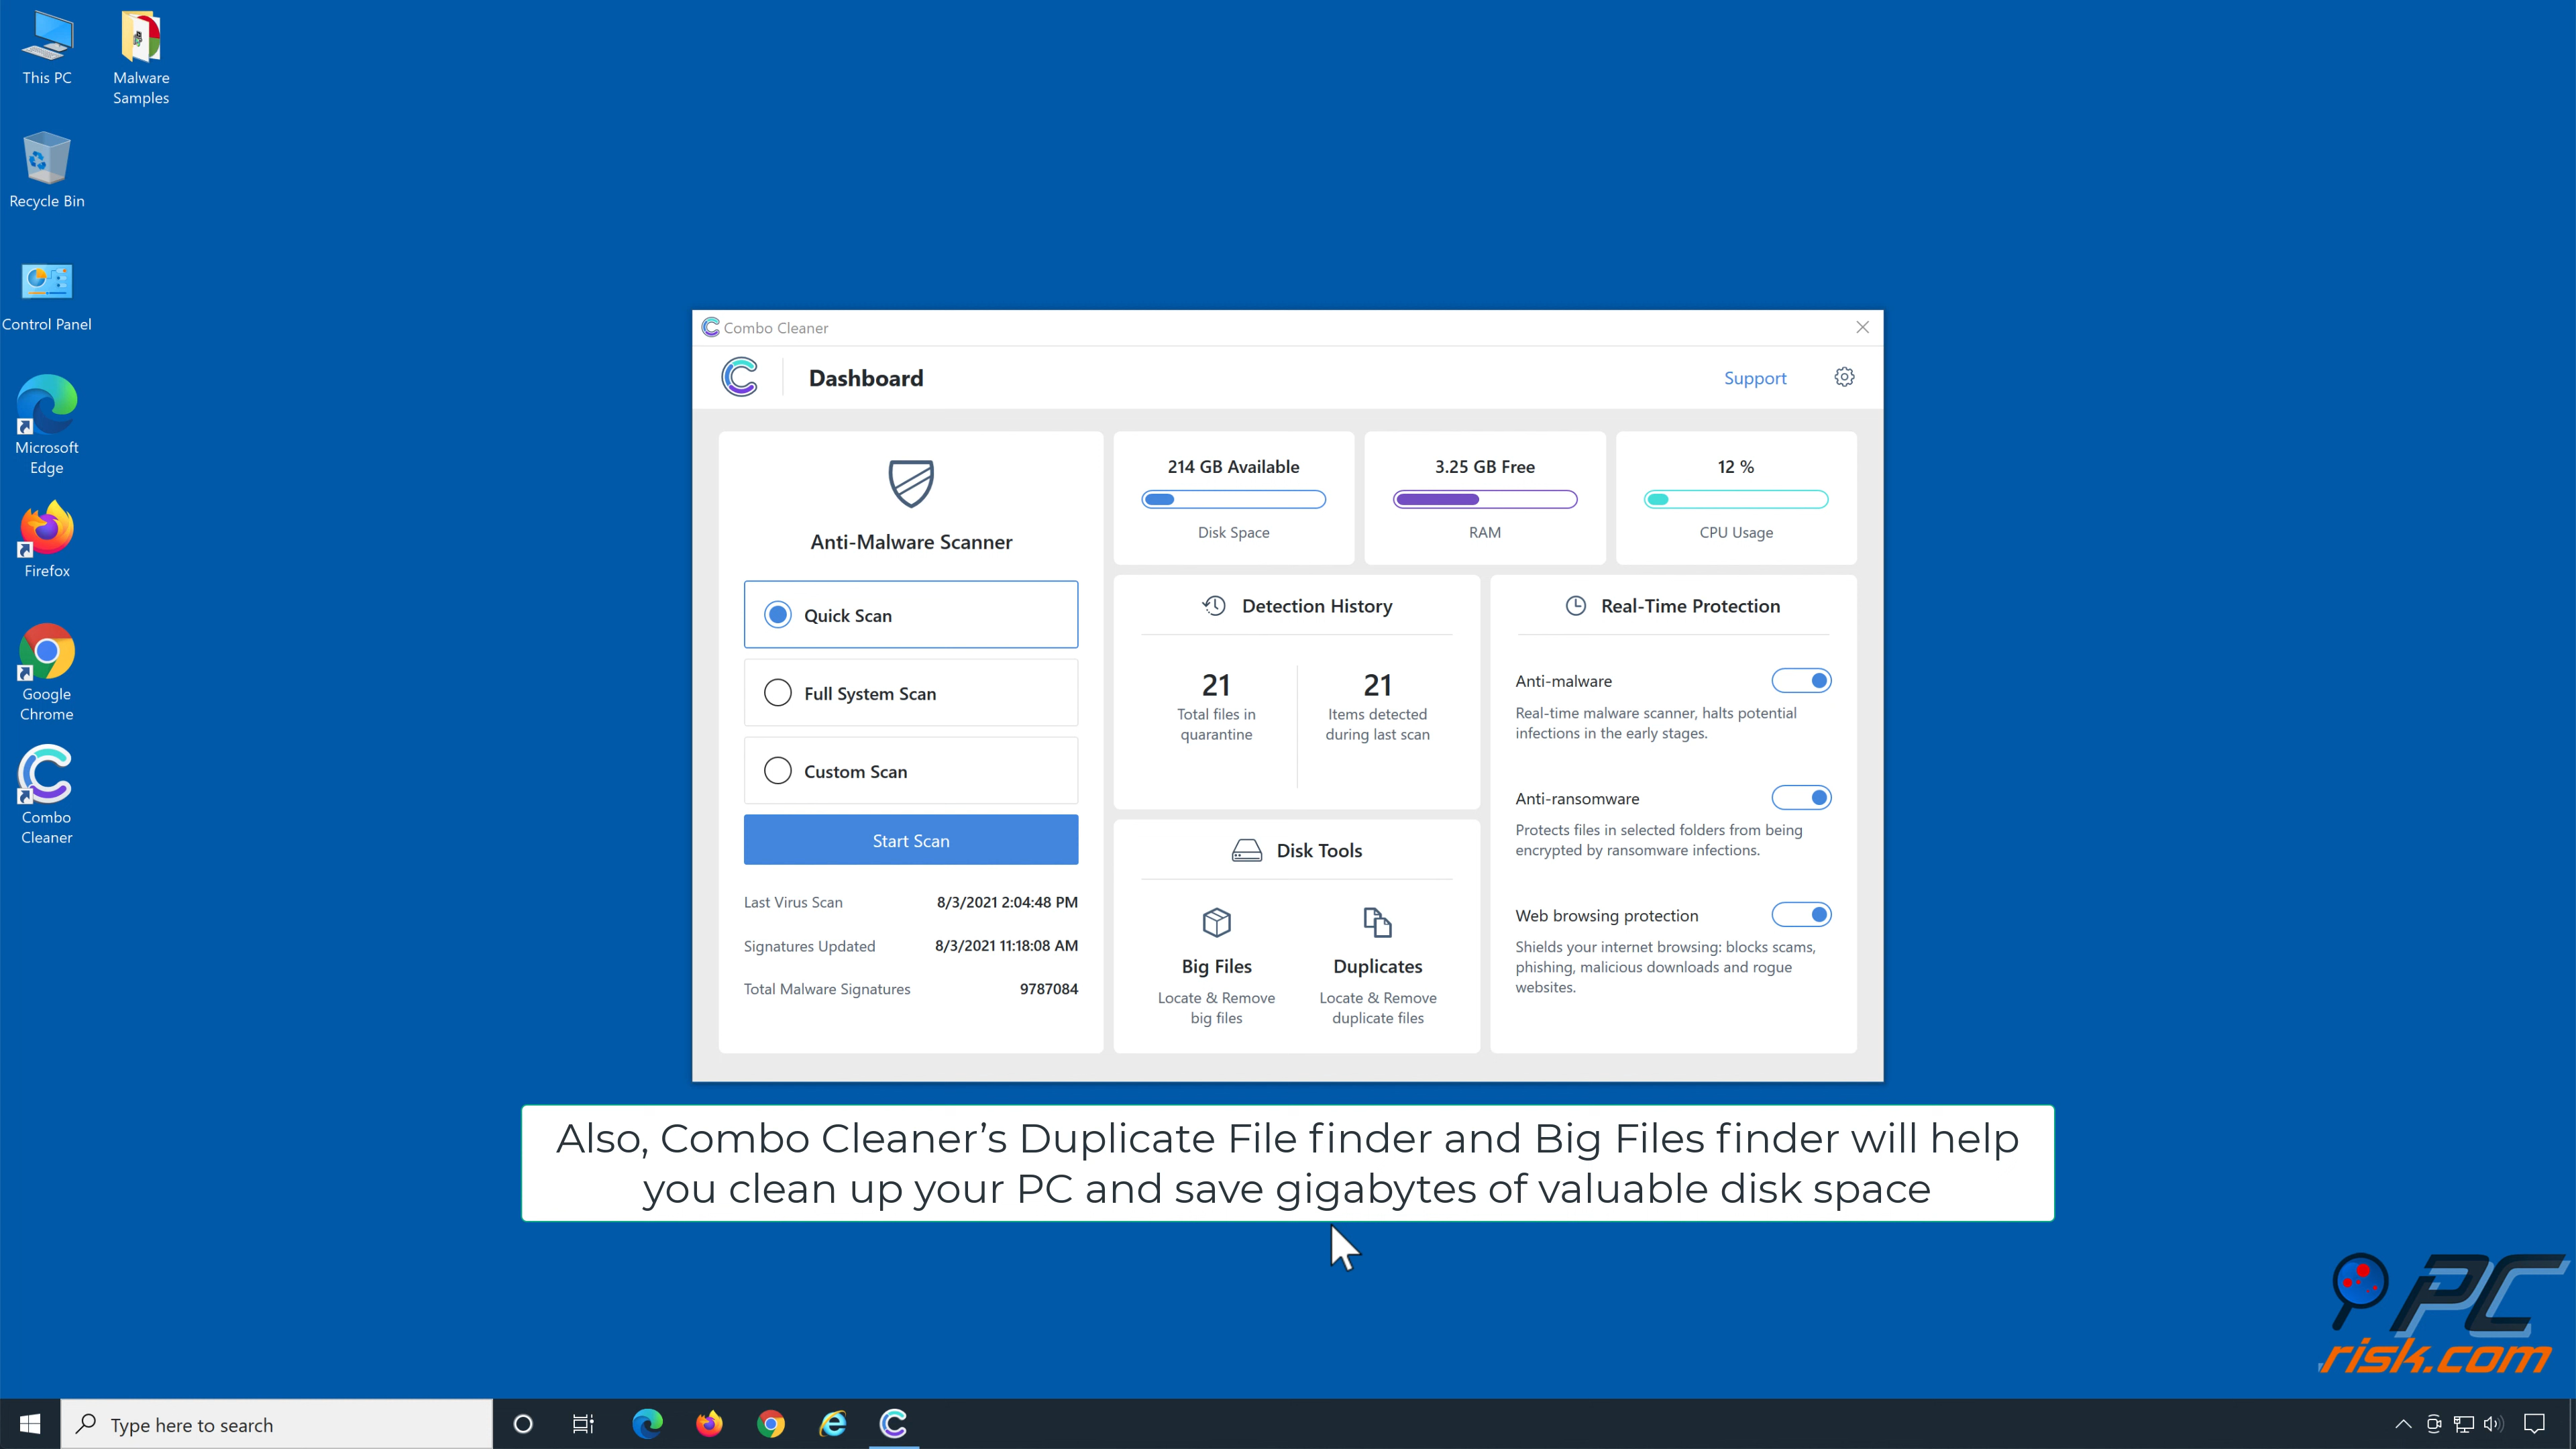 This PC
Malware
Samples
Recycle Bin
Control Panel
Microsoft
Edge
Firefox
Google
Chrome
Combo
Cleaner
Combo Cleaner
Dashboard
Support
Anti-Malware Scanner
Quick Scan
Full System Scan
Custom Scan
Start Scan
Last Virus Scan 8/3/2021 2:04:48 PM
Signatures Updated 8/3/2021 11:18:08 AM
Total Malware Signatures 9787084
214 GB Available
Disk Space
3.25 GB Free
RAM
12 %
CPU Usage
Detection History
21
Total files in
quarantine
21
Items detected
during last scan
Disk Tools
Big Files
Locate & Remove
big files
Duplicates
Locate & Remove
duplicate files
Real-Time Protection
Anti-malware
Real-time malware scanner, halts potential
infections in the early stages.
Anti-ransomware
Protects files in selected folders from being
encrypted by ransomware infections.
Web browsing protection
Shields your internet browsing: blocks scams,
phishing, malicious downloads and rogue
websites.
Also, Combo Cleaner’s Duplicate File finder and Big Files finder will help
you clean up your PC and save gigabytes of valuable disk space
PC
risk.com
Type here to search